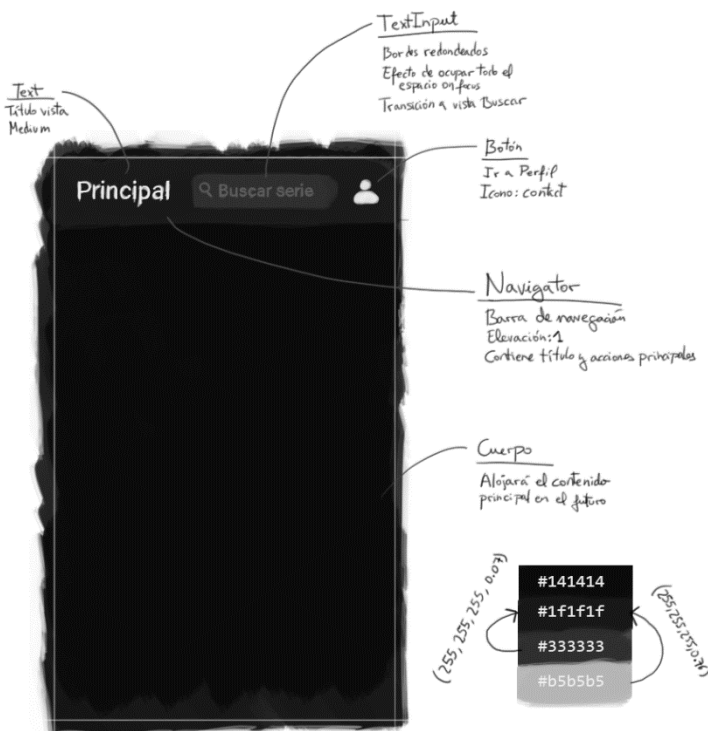 TextInput
Bordes redondeados
Efecto de ocupar todo el
espacio on focus
Transición a vista Buscar
Text
Título vista
Medium
Botón
Ir a Perfil
Icono: contact
Principal
Buscar serie
Navigator
Barra de navegación
Elevación: 1
Contiene título y acciones principales
Cuerpo
Alojará el contenido
principal en el futuro
#141414
#1f1f1f
#333333
#b5b5b5
(255, 255, 255, 0.07)
(255,255,255,0.76)